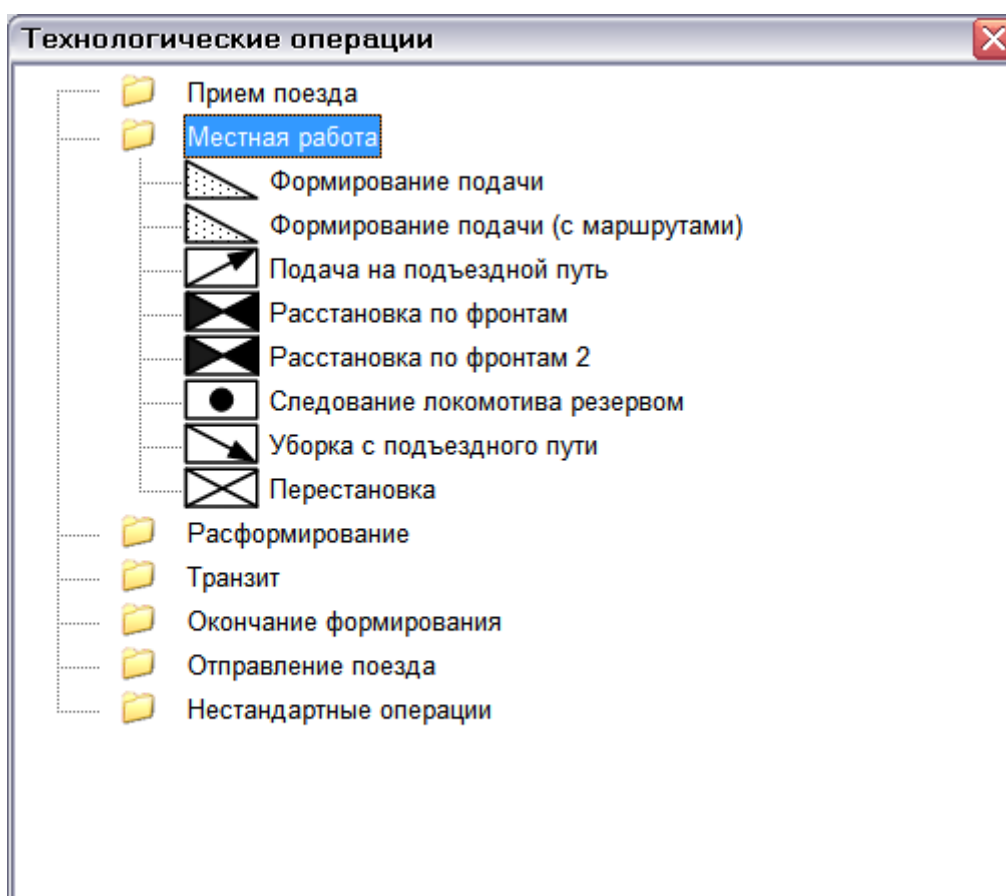 Технологические операции
Прием поезда
Местная работа
Формирование подачи
Формирование подачи (с маршрутами)
Подача на подъездной путь
Расстановка по фронтам
Расстановка по фронтам 2
Следование локомотива резервом
Уборка с подъездного пути
Перестановка
Расформирование
Транзит
Окончание формирования
Отправление поезда
Нестандартные операции